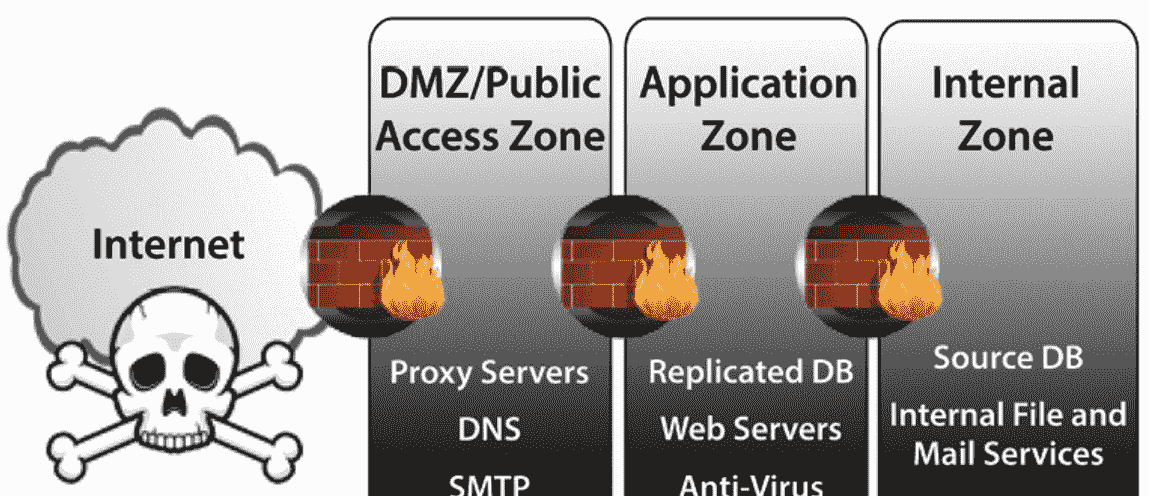 Internet
DMZ/Public
Access Zone
Proxy Servers
DNS
SMTP
Application
Zone
Replicated DB
Web Servers
Anti-Virus
Internal
Zone
Source DB
Internal File and
Mail Services